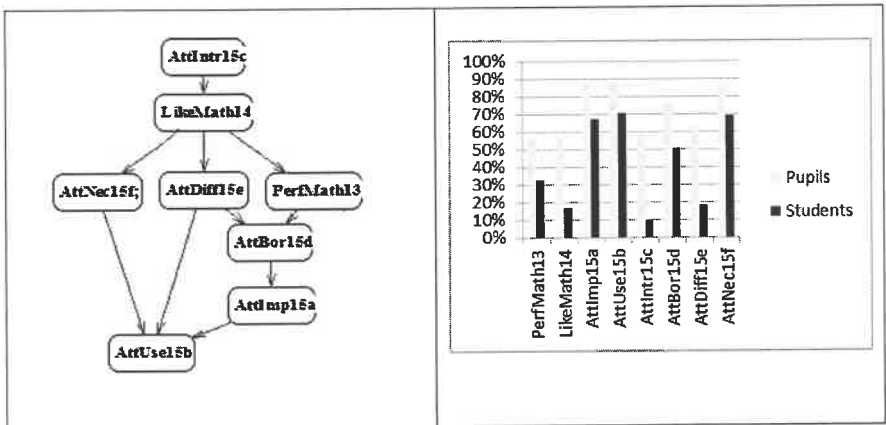 AttIntr15c
LikeMath14
AttNec15f;
AttDiff15e
PerfMath13
AttBor15d
AttImp15a
AttUse15b
100%
90%
80%
70%
60%
50%
40%
30%
20%
10%
0%
PerfMath13
LikeMath14
AttImp15a
AttUse15b
AttIntr15c
AttBor15d
AttDiff15e
AttNec15f
Pupils
Students